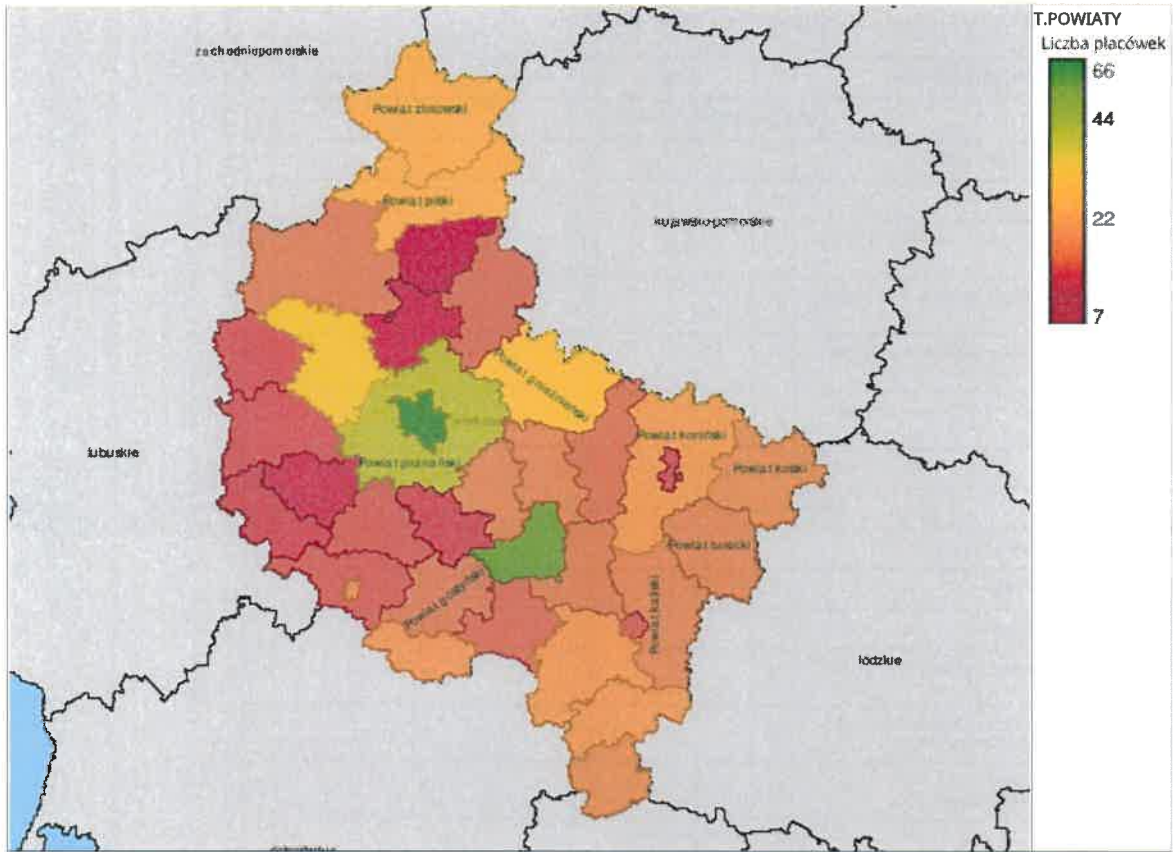 T.POWIATY
Liczba placówek
66
44
22
7
zachodniopomorskie
Powiat złotowski
Powiat pilski
kujawsko-pomorskie
Powiat gnieźnieński
lubuskie
Powiat poznański
Powiat koniński
Powiat kolski
Powiat turecki
Powiat gostyński
Powiat kaliski
łódzkie
dolnośląskie